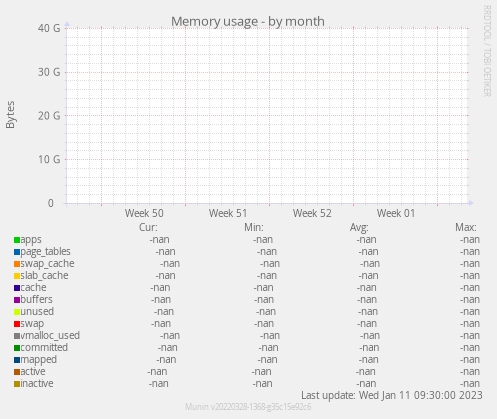 Memory usage - by month
RRDTOOL / TOBI OETIKER
Bytes
40 G
30 G
20 G
10 G
0
Week 50 Week 51 Week 52 Week 01
Cur: Min: Avg: Max:
apps -nan -nan -nan -nan
page_tables -nan -nan -nan -nan
swap_cache -nan -nan -nan -nan
slab_cache -nan -nan -nan -nan
cache -nan -nan -nan -nan
buffers -nan -nan -nan -nan
unused -nan -nan -nan -nan
swap -nan -nan -nan -nan
vmalloc_used -nan -nan -nan -nan
committed -nan -nan -nan -nan
mapped -nan -nan -nan -nan
active -nan -nan -nan -nan
inactive -nan -nan -nan -nan
Last update: Wed Jan 11 09:30:00 2023
Munin v20220328-1368-g35c15e92c6